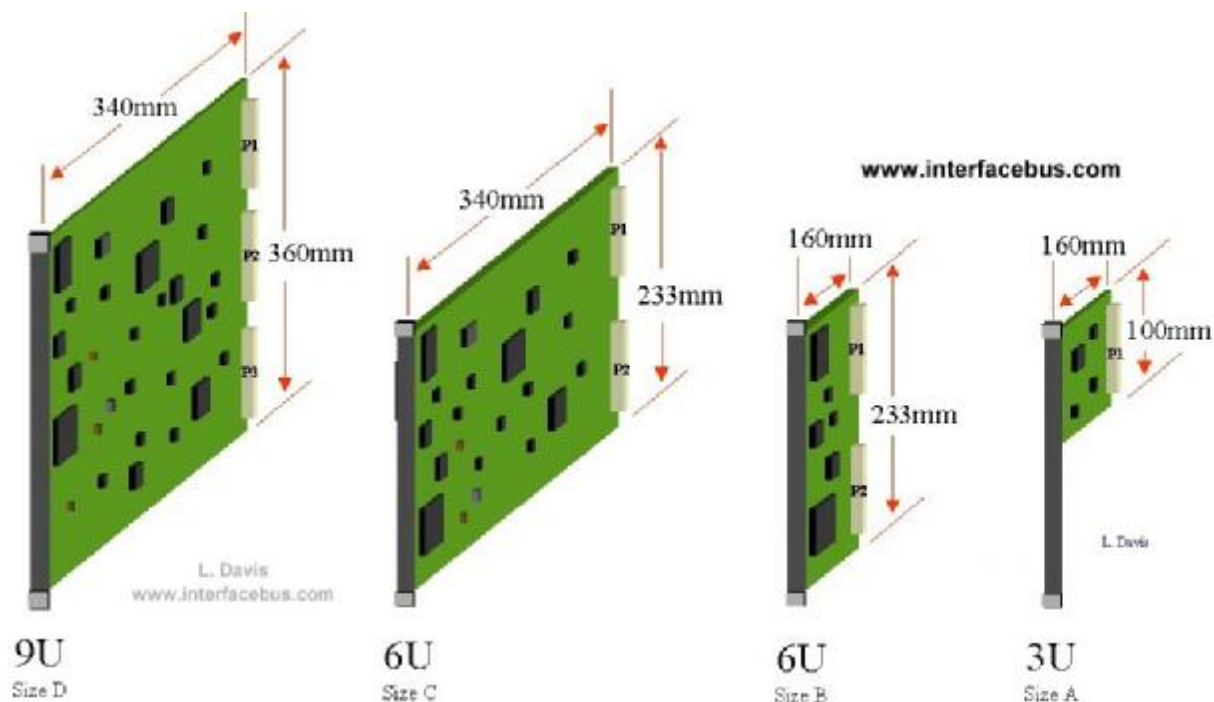 340mm
P1
P2
360mm
P3
L. Davis
www.interfacebus.com
9U
Size D
340mm
P1
233mm
P2
6U
Size C
www.interfacebus.com
160mm
P1
233mm
P2
6U
Size B
160mm
100mm
P1
L. Davis
3U
Size A